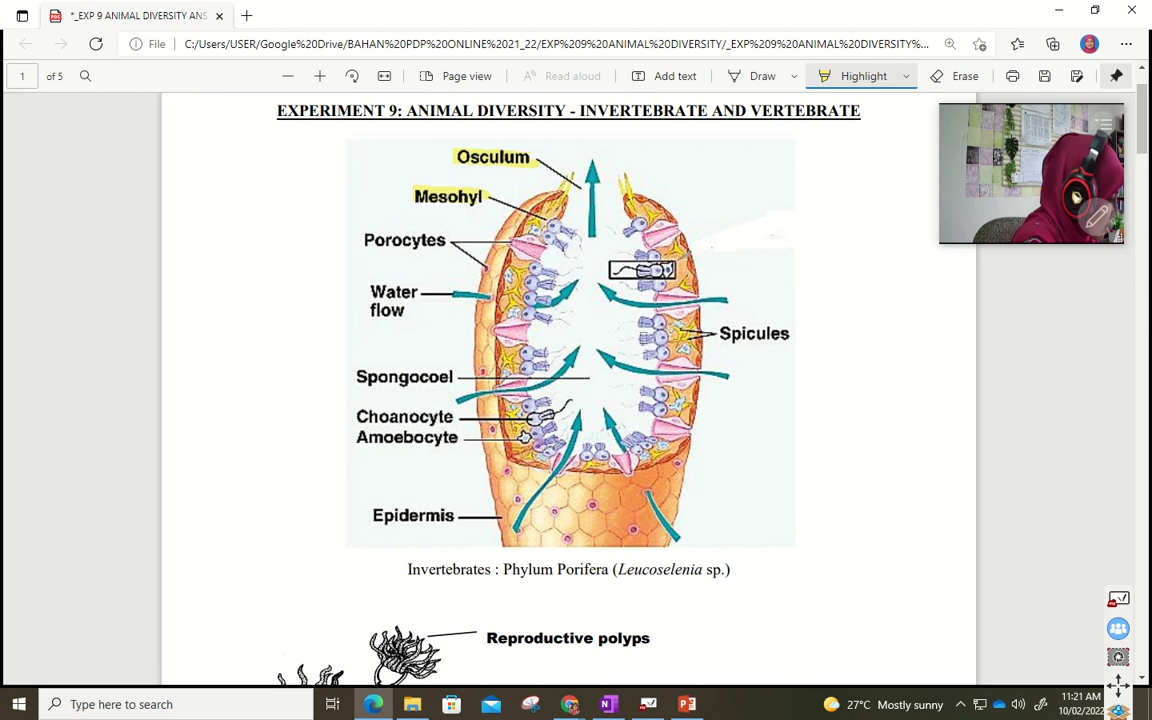 *_EXP 9 ANIMAL DIVERSITY ANS
File
C:/Users/USER/Google%20Drive/BAHAN%20PDP%20ONLINE%202021_22/EXP%209%20ANIMAL%20DIVERSITY/_EXP%209%20ANIMAL%20DIVERSITY%...
1 of 5
Page view
Read aloud
Add text
Draw
Highlight
Erase
EXPERIMENT 9: ANIMAL DIVERSITY - INVERTEBRATE AND VERTEBRATE
Osculum
Mesohyl
Porocytes
Water
flow
Spicules
Spongocoel
Choanocyte
Amoebocyte
Epidermis
Invertebrates : Phylum Porifera (Leucoselenia sp.)
Reproductive polyps
Type here to search
27°C Mostly sunny
11:21 AM
10/02/2022